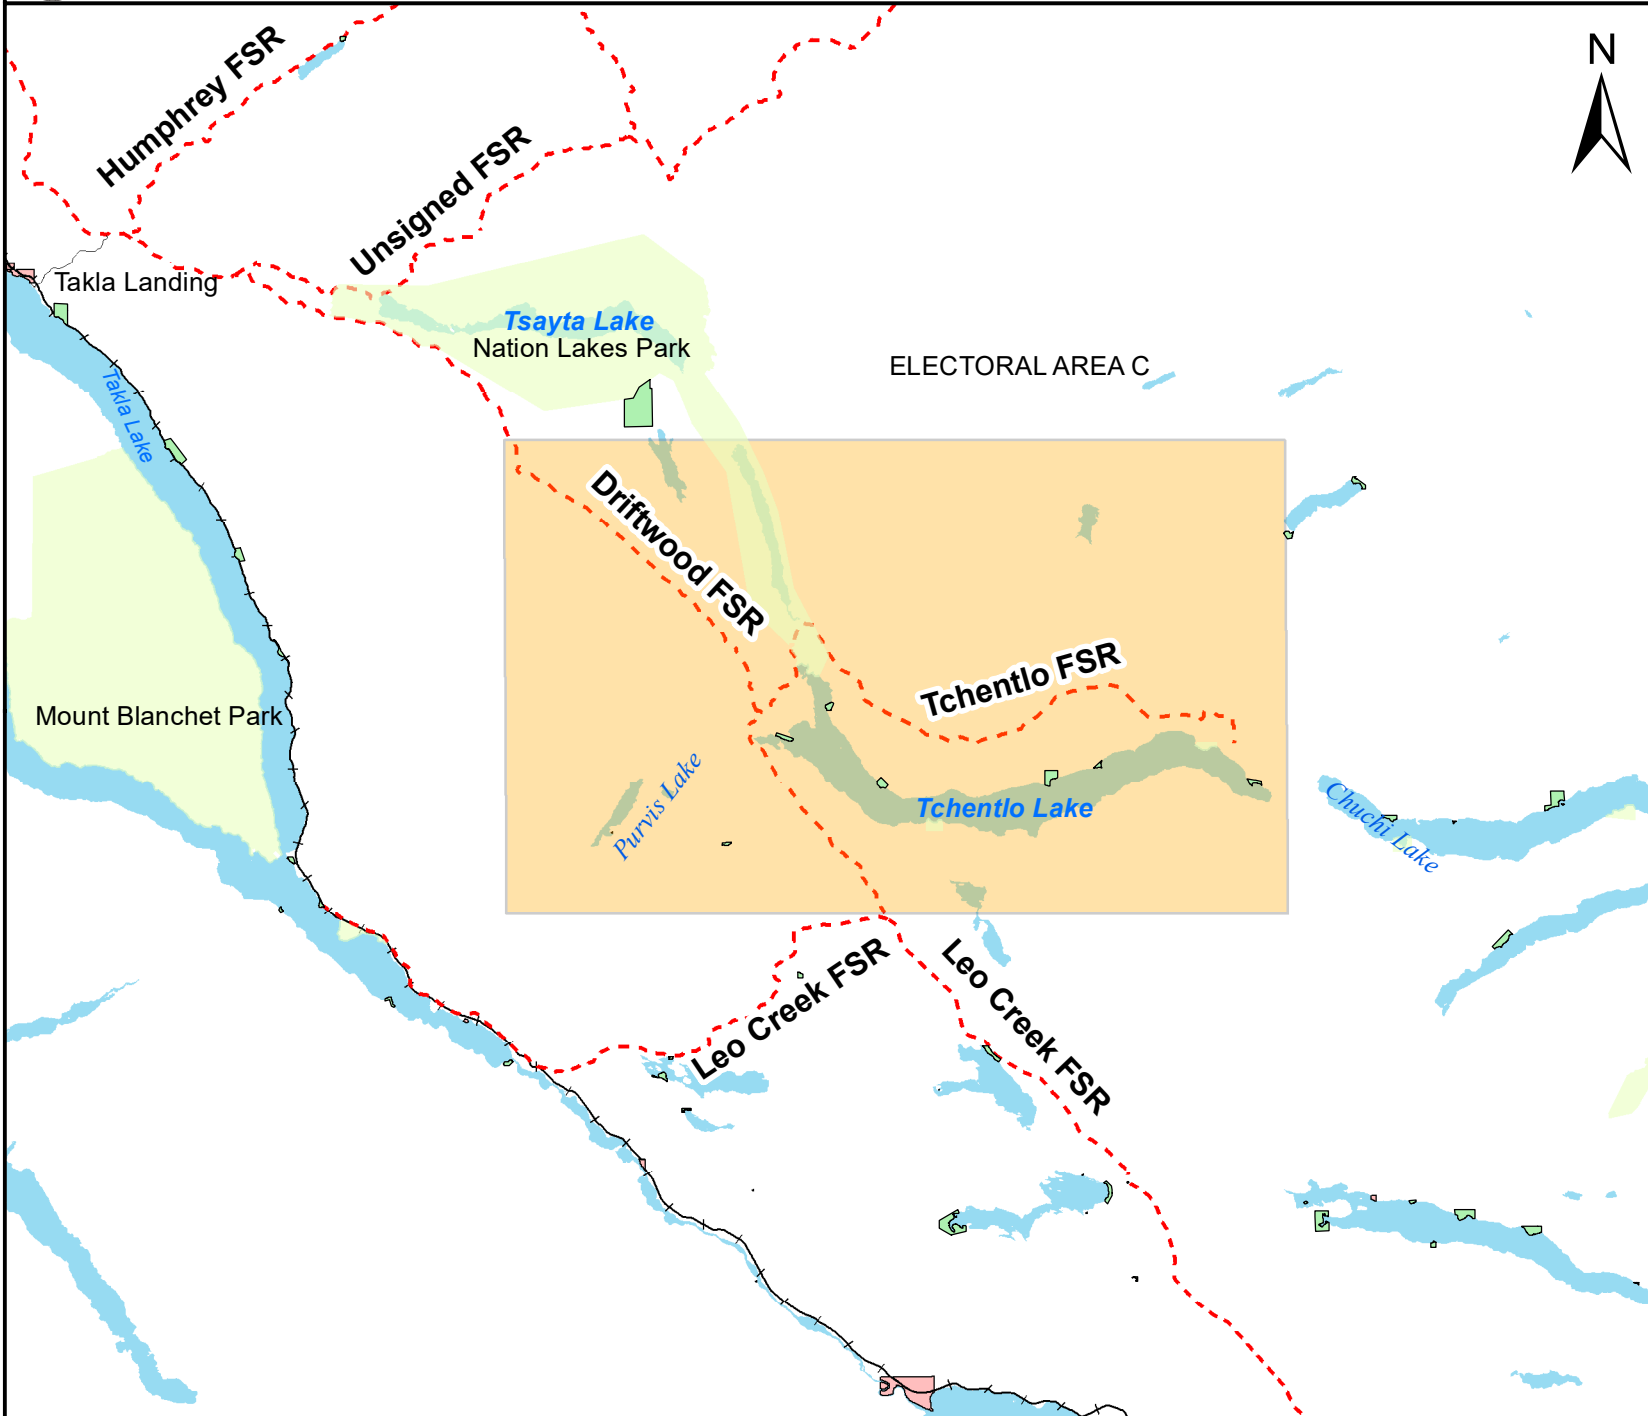 Humphrey FSR
N
Unsigned FSR
Takla Landing
Tsayta Lake
Nation Lakes Park
ELECTORAL AREA C
Takla Lake
Driftwood FSR
Tchentlo FSR
Mount Blanchet Park
Purvis Lake
Tchentlo Lake
Chuchi Lake
Leo Creek FSR
Leo Creek FSR